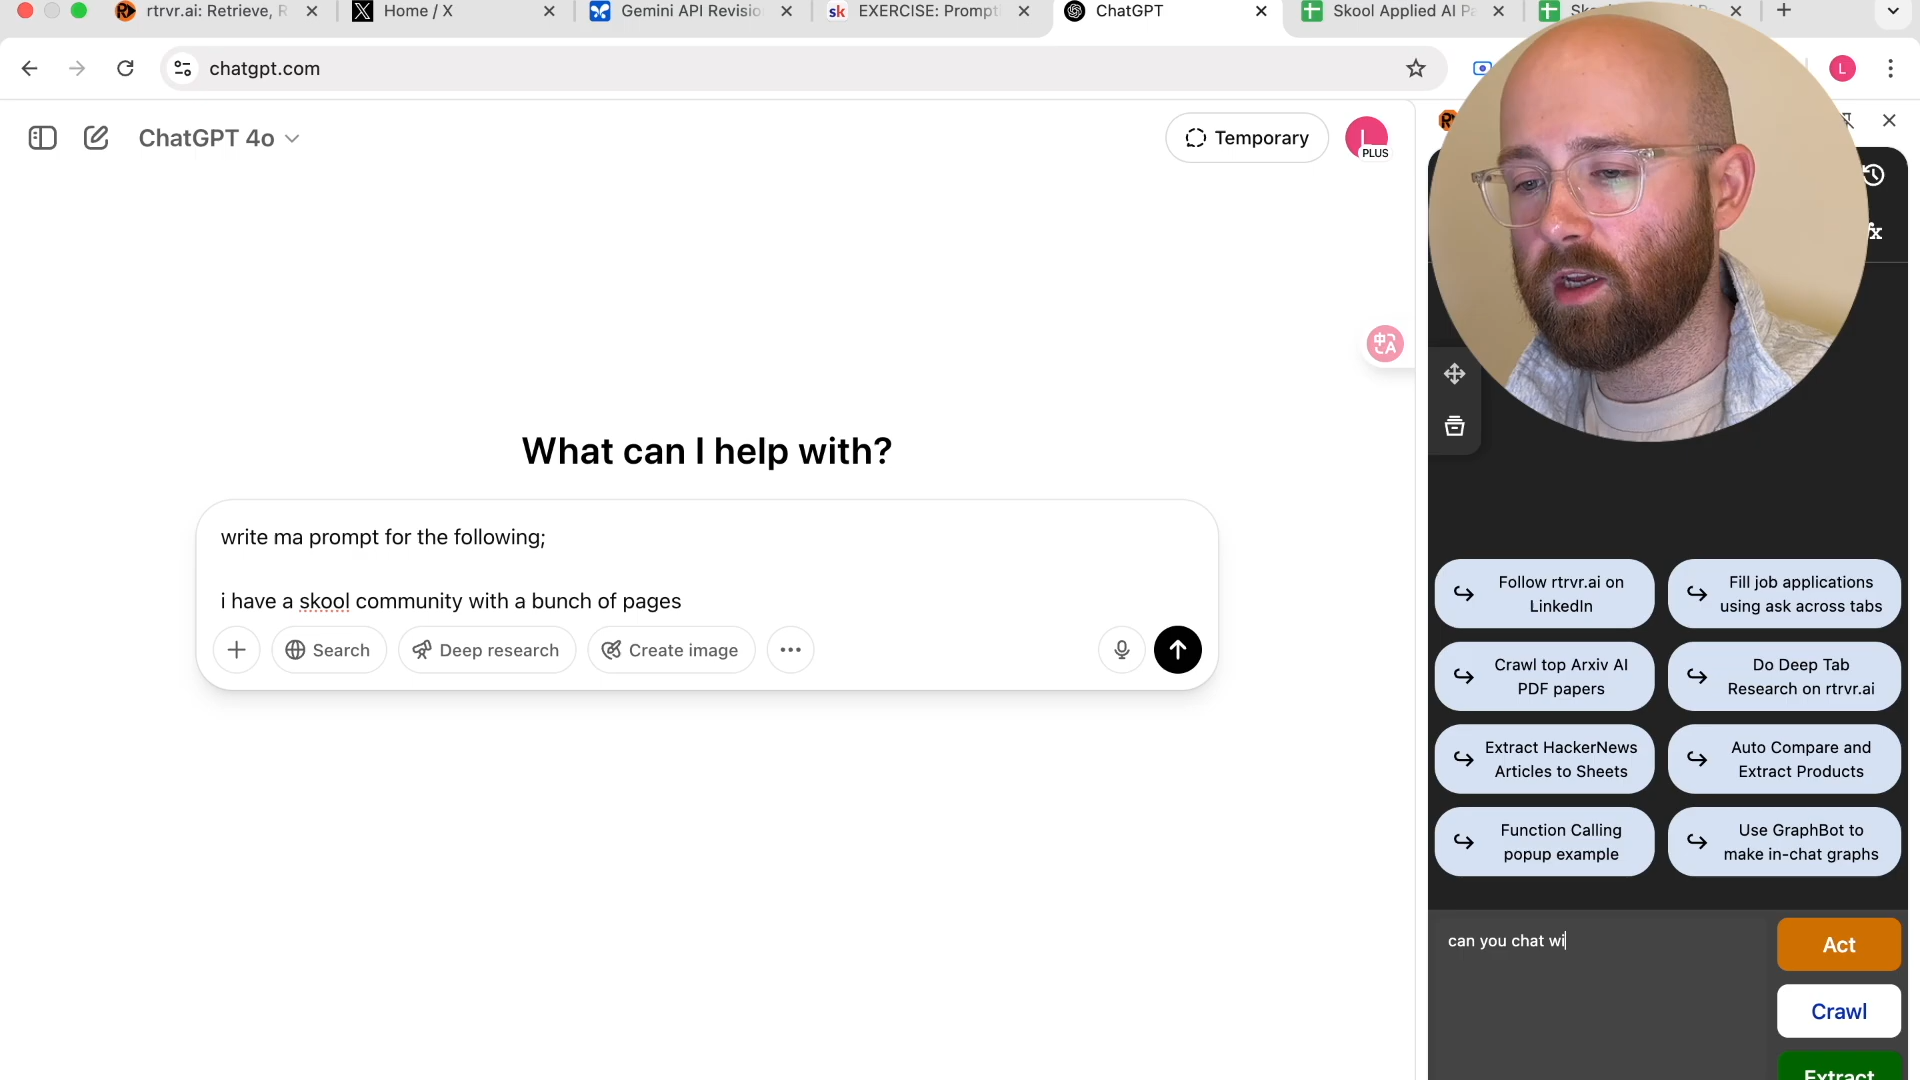 rtrvr.ai: Retrieve, R
Home / X
Gemini API Revisio
sk
EXERCISE: Prompti
ChatGPT
Skool Applied AI Pa
chatgpt.com
L
ChatGPT 4o
Temporary
L
PLUS
What can I help with?
write ma prompt for the following;
i have a skool community with a bunch of pages
Search
Deep research
Create image
Follow rtrvr.ai on
LinkedIn
Fill job applications
using ask across tabs
Crawl top Arxiv AI
PDF papers
Do Deep Tab
Research on rtrvr.ai
Extract HackerNews
Articles to Sheets
Auto Compare and
Extract Products
Function Calling
popup example
Use GraphBot to
make in-chat graphs
can you chat wi
Act
Crawl
Extract